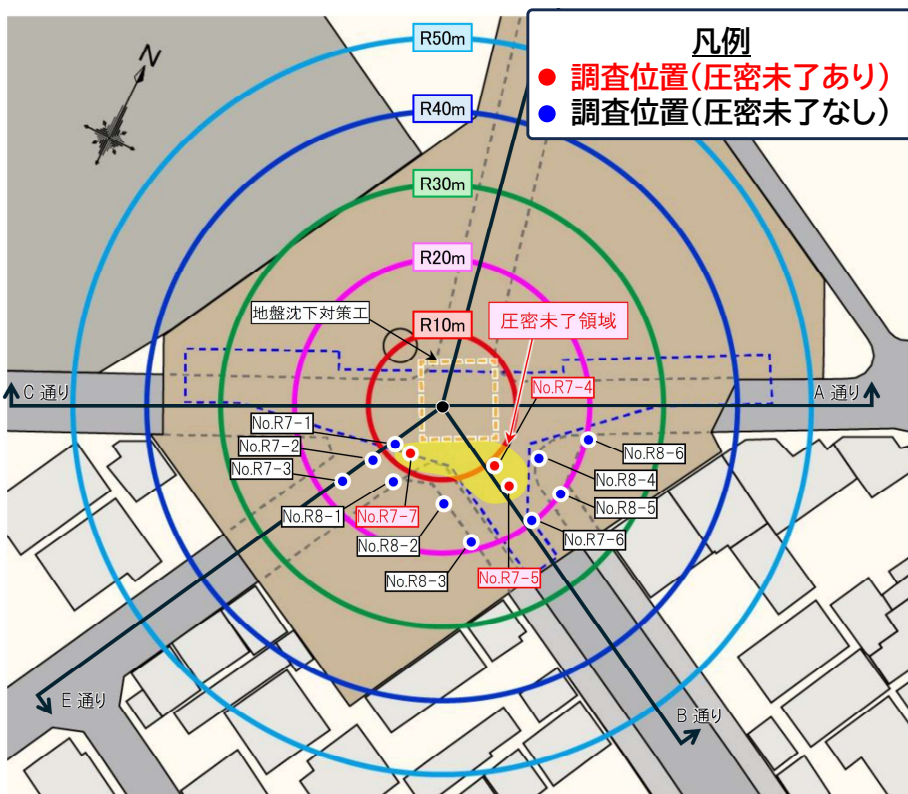 凡例
調査位置(圧密未了あり)
調査位置(圧密未了なし)
N
R50m
R40m
R30m
R20m
R10m
地盤沈下対策工
圧密未了領域
No.R7-4
C 通り
A 通り
No.R7-1
No.R7-2
No.R7-3
No.R8-1
No.R7-7
No.R8-2
No.R8-3
No.R7-5
No.R7-6
No.R8-5
No.R8-4
No.R8-6
E 通り
B 通り